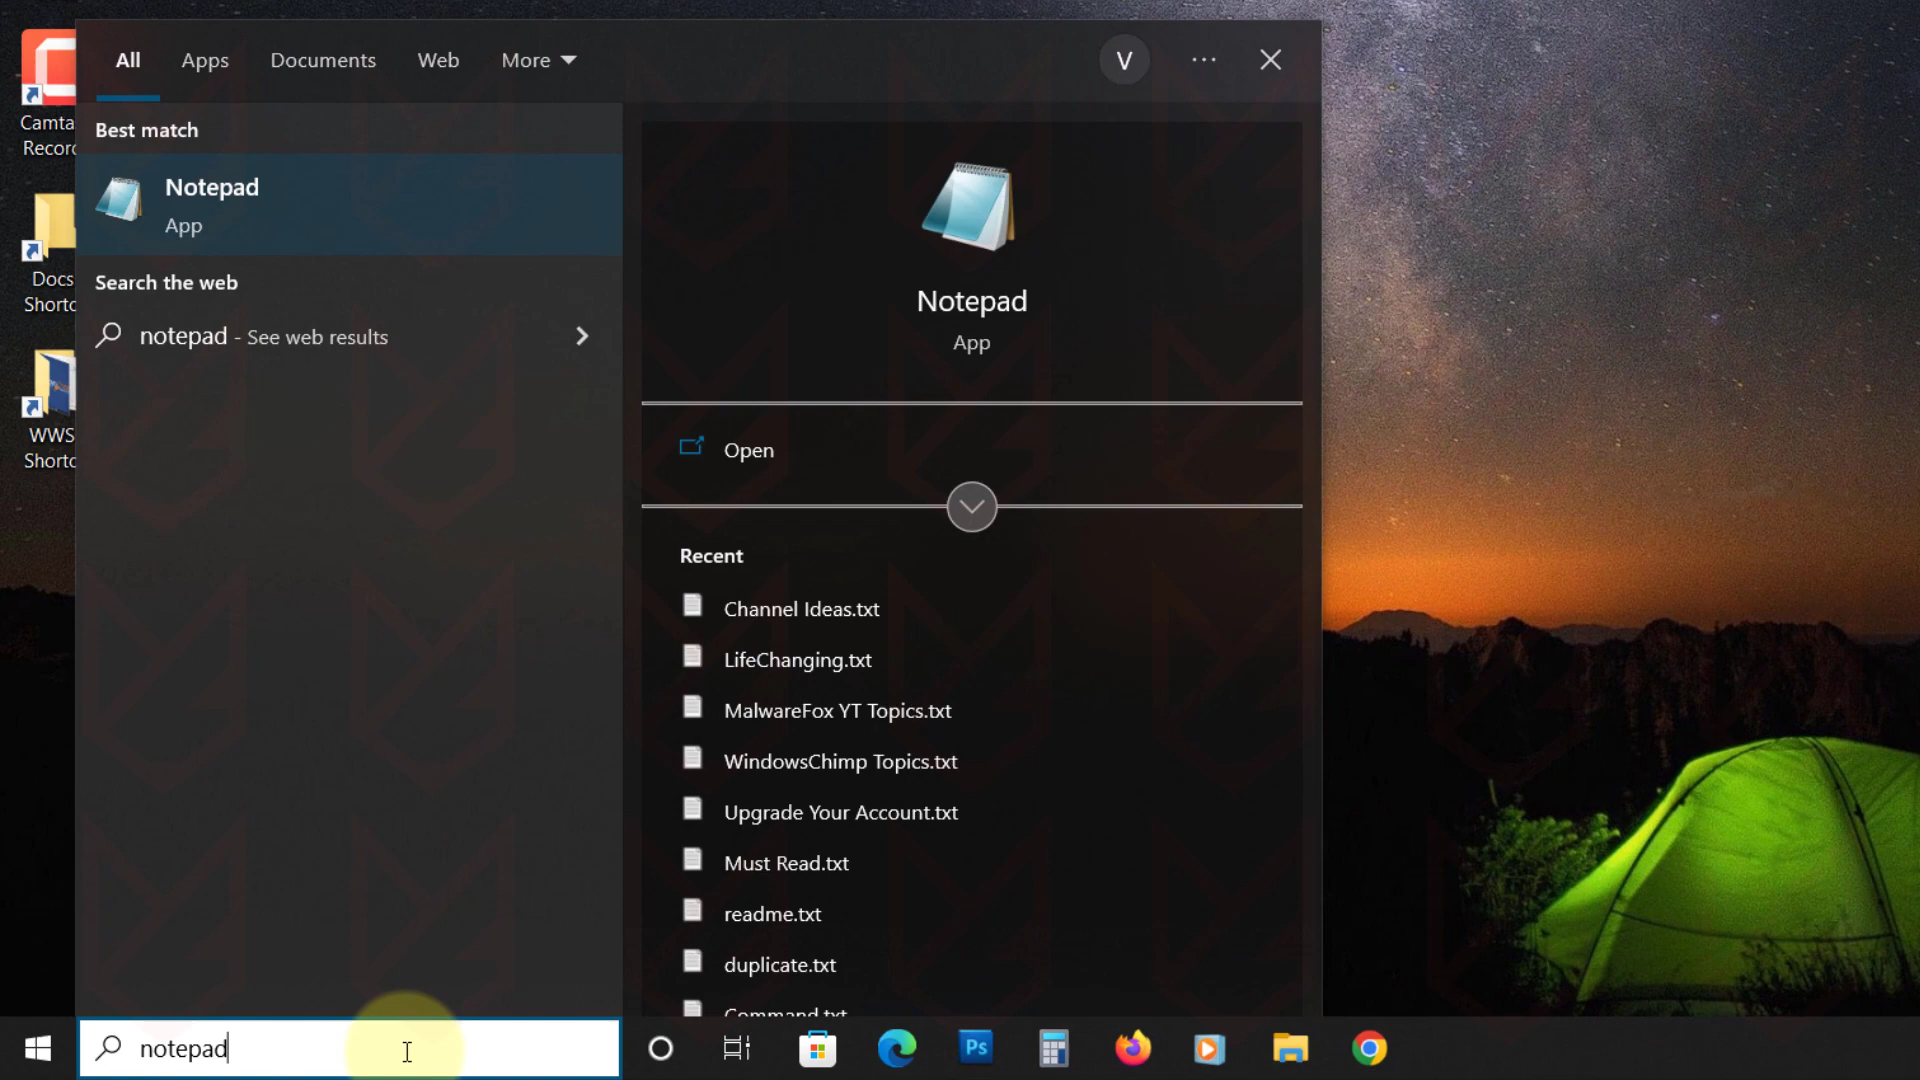 All Apps Documents Web More V
Best match
Notepad
App
Search the web
notepad - See web results
Notepad
App
Open
Recent
Channel Ideas.txt
LifeChanging.txt
MalwareFox YT Topics.txt
WindowsChimp Topics.txt
Upgrade Your Account.txt
Must Read.txt
readme.txt
duplicate.txt
Command.txt
Camta
Record
Docs
Shortc
WWS
Shortc
notepad
Ps